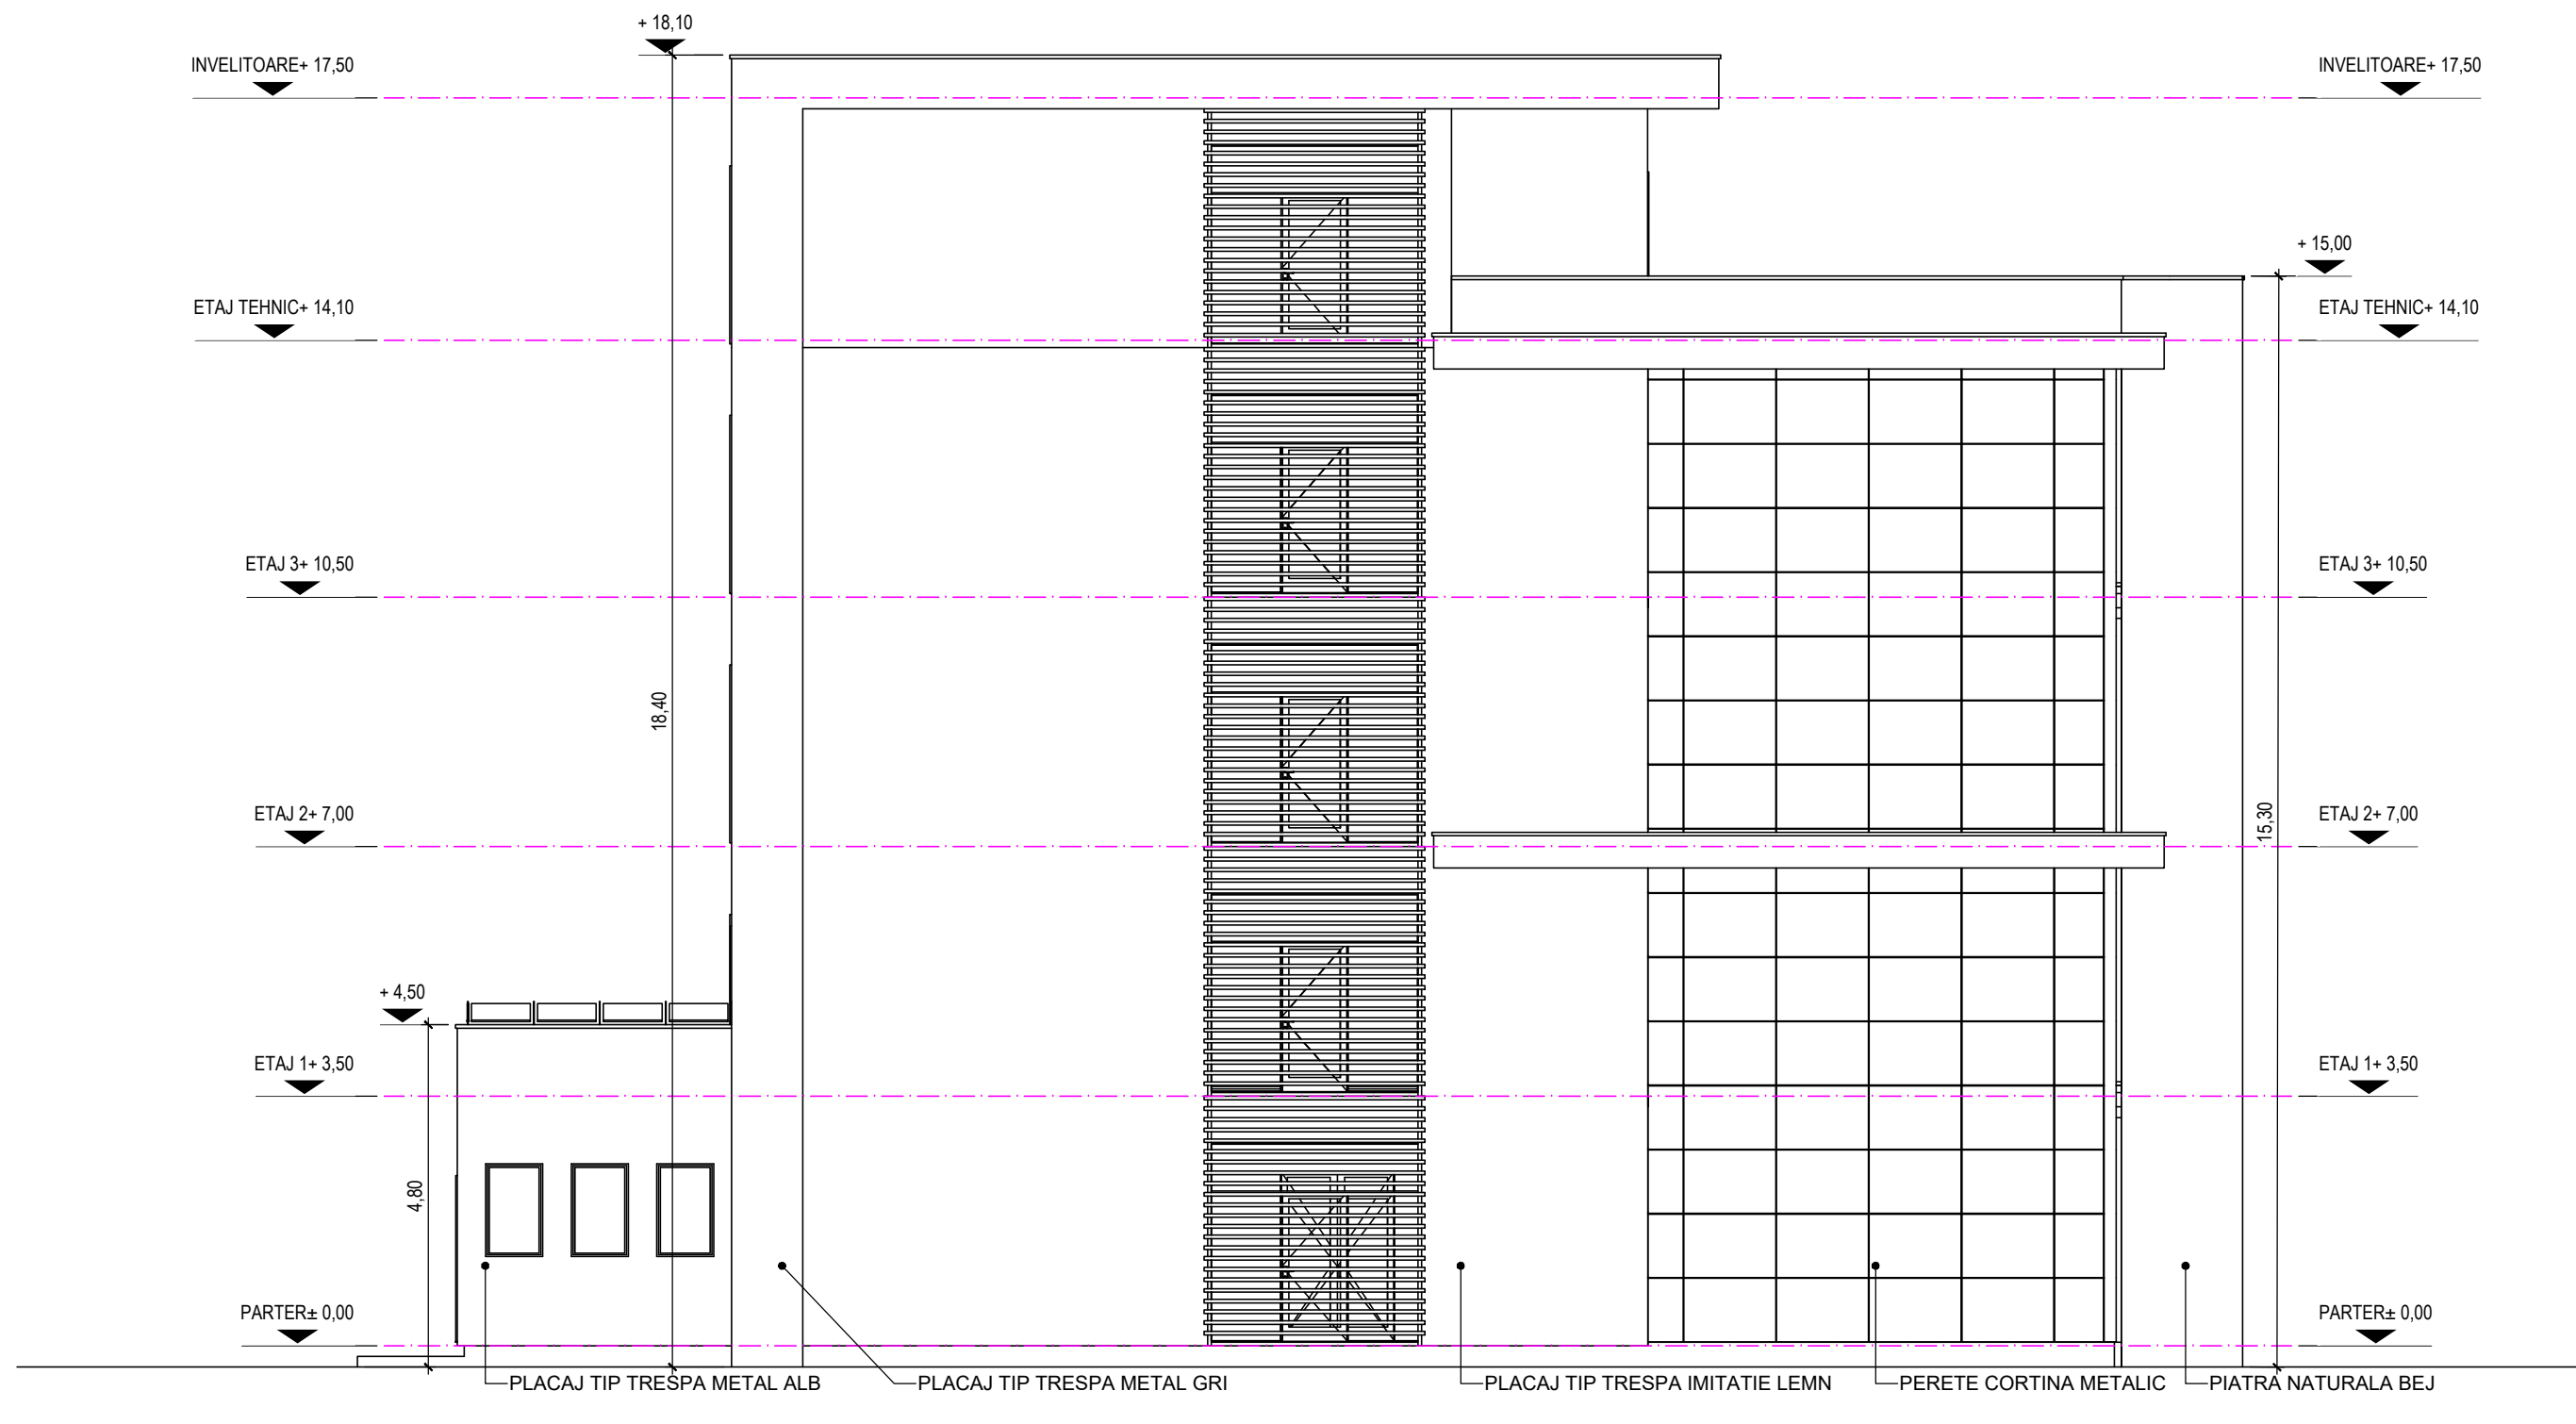 + 18,10
INVELITOARE+ 17,50
INVELITOARE+ 17,50
+ 15,00
ETAJ TEHNIC+ 14,10
ETAJ TEHNIC+ 14,10
ETAJ 3+ 10,50
ETAJ 3+ 10,50
18,40
ETAJ 2+ 7,00
ETAJ 2+ 7,00
15,30
+ 4,50
ETAJ 1+ 3,50
ETAJ 1+ 3,50
4,80
PARTER± 0,00
PARTER± 0,00
PLACAJ TIP TRESPA METAL ALB
PLACAJ TIP TRESPA METAL GRI
PLACAJ TIP TRESPA IMITATIE LEMN
PERETE CORTINA METALIC
PIATRA NATURALA BEJ